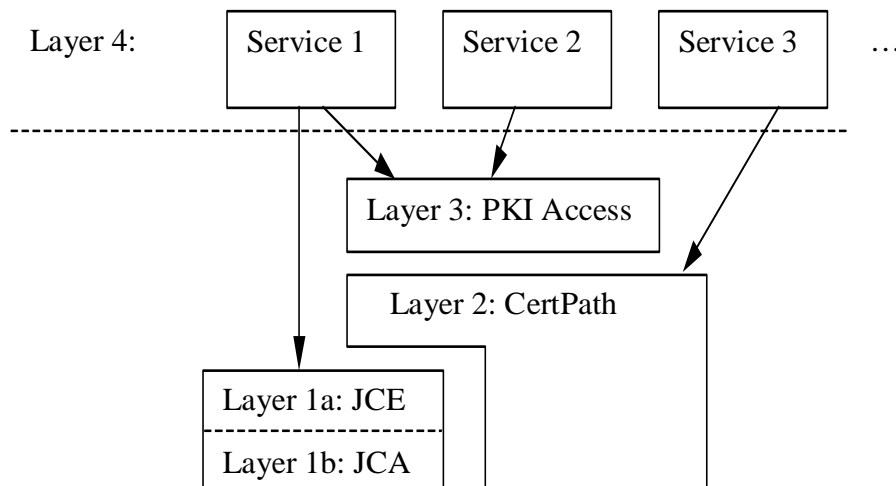 Layer 4:
Service 1
Service 2
Service 3
…
Layer 3: PKI Access
Layer 2: CertPath
Layer 1a: JCE
Layer 1b: JCA